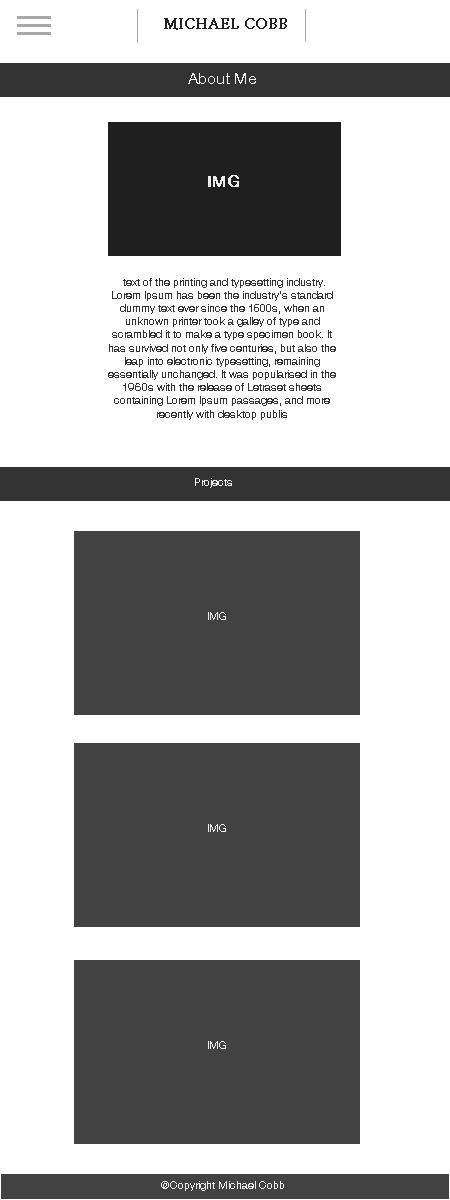 MICHAEL COBB
About Me
IMG
text of the printing and typesetting industry.
Lorem Ipsum has been the industry's standard
dummy text ever since the 1500s, when an
unknown printer took a galley of type and
scrambled it to make a type specimen book. It
has survived not only five centuries, but also the
leap into electronic typesetting, remaining
essentially unchanged. It was popularised in the
1960s with the release of Letraset sheets
containing Lorem Ipsum passages, and more
recently with desktop publis
Projects
IMG
IMG
IMG
©Copyright Michael Cobb